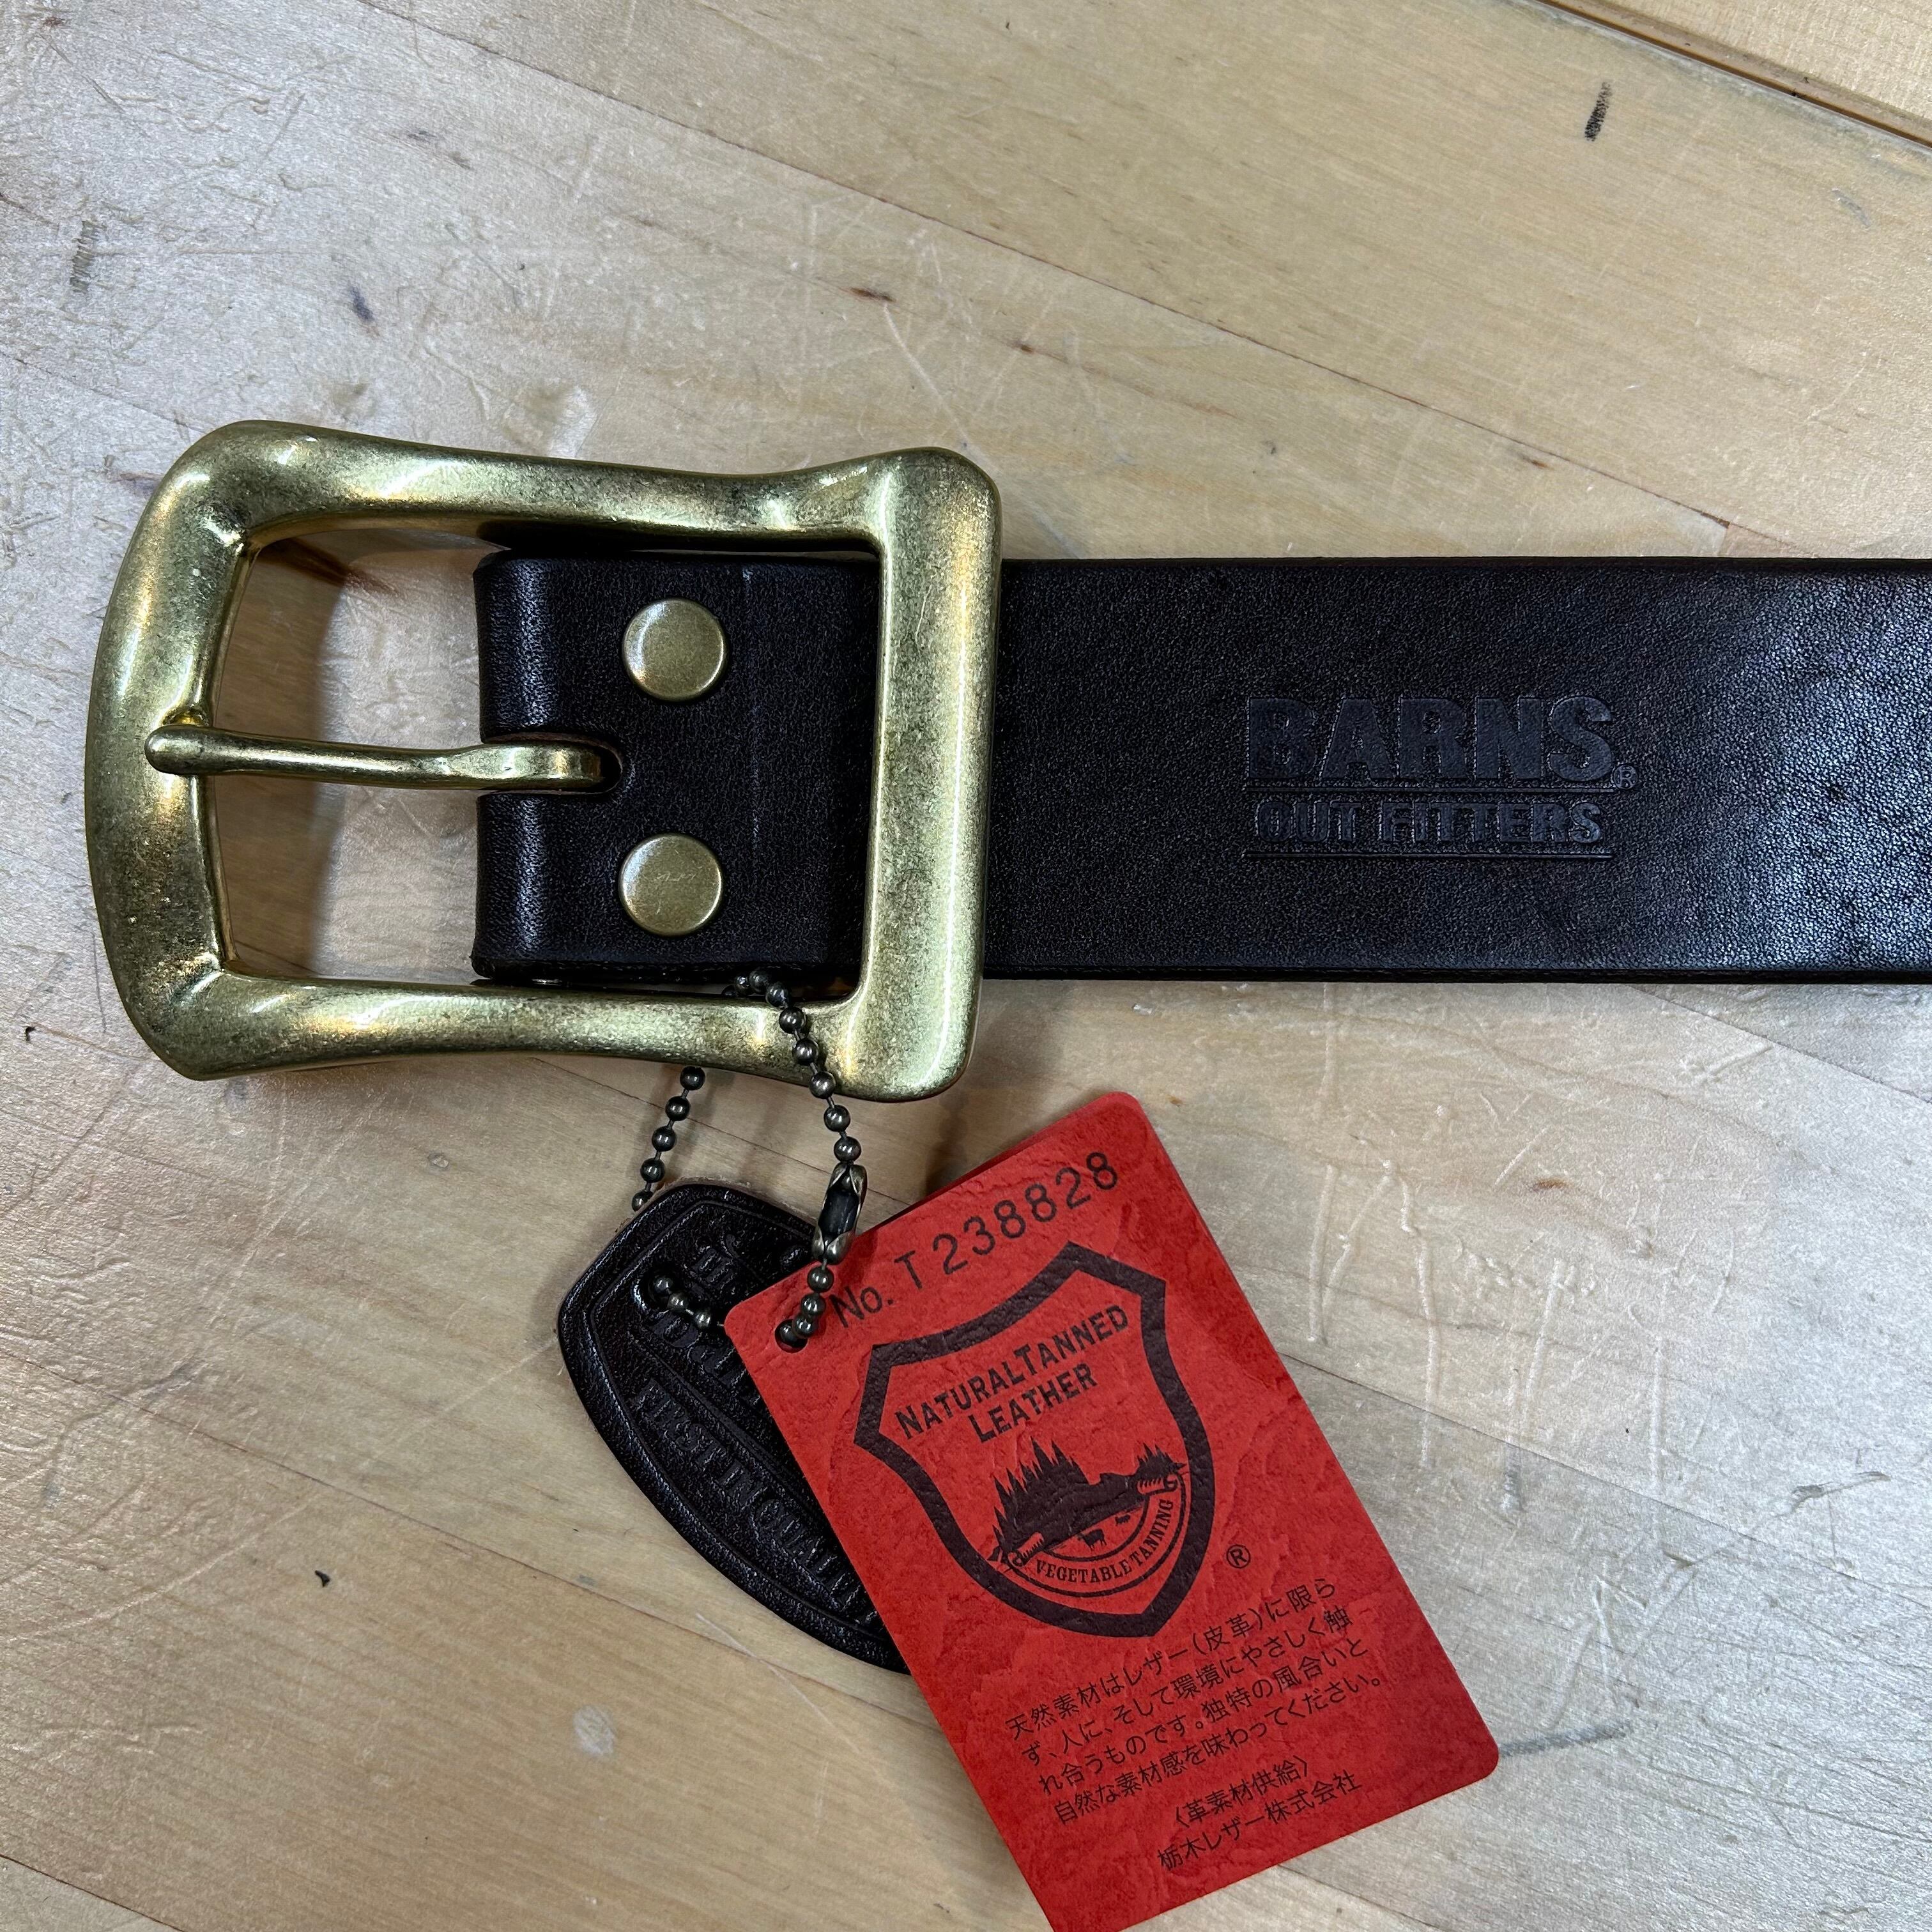 BARNS®
OUT FITTERS
No. T 238828
NATURAL TANNED
LEATHER
VEGETABLE TANNING
®
天然素材はレザー（皮革）に限ら
ず、人に、そして環境にやさしく触
れ合うものです。独特の風合いと
自然な素材感を味わってください。
〈革素材供給〉
栃木レザー株式会社